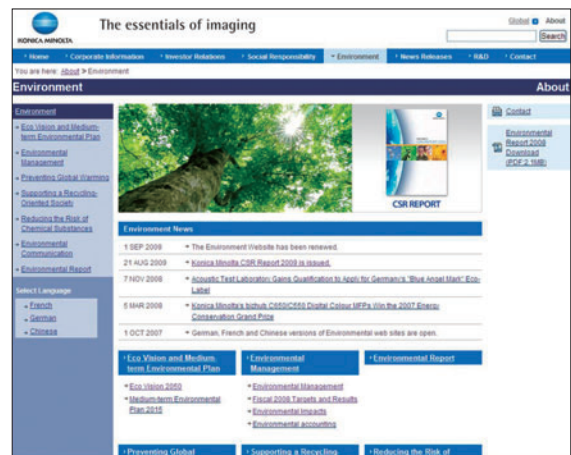 KONICA MINOLTA
The essentials of imaging
Global About
Search
Home Corporate Information Investor Relations Social Responsibility Environment News Releases R&D Contact
You are here: About > Environment
Environment
About
Environment
Eco Vision and Medium-
term Environmental Plan
Environmental
Management
Preventing Global Warming
Supporting a Recycling-
Oriented Society
Reducing the Risk of
Chemical Substances
Environmental
Communication
Environmental Report
Select Language
French
German
Chinese
CSR REPORT
Contact
Environmental
Report 2008
Download
(PDF:2.1MB)
Environment News
1 SEP 2009 The Environment Website has been renewed.
21 AUG 2009 Konica Minolta CSR Report 2009 is issued.
7 NOV 2008 Acoustic Test Laboratory Gains Qualification to Apply for Germany's "Blue Angel Mark" Eco-
Label
5 MAR 2008 Konica Minolta's bizhub C650/C550 Digital Colour MFPs Win the 2007 Energy
Conservation Grand Prize
1 OCT 2007 German, French and Chinese versions of Environmental web sites are open.
Eco Vision and Medium-
term Environmental Plan
Eco Vision 2050
Medium-term Environmental
Plan 2015
Environmental
Management
Environmental Management
Fiscal 2008 Targets and Results
Environmental Impacts
Environmental accounting
Environmental Report
Preventing Global
Supporting a Recycling
Reducing the Risk of